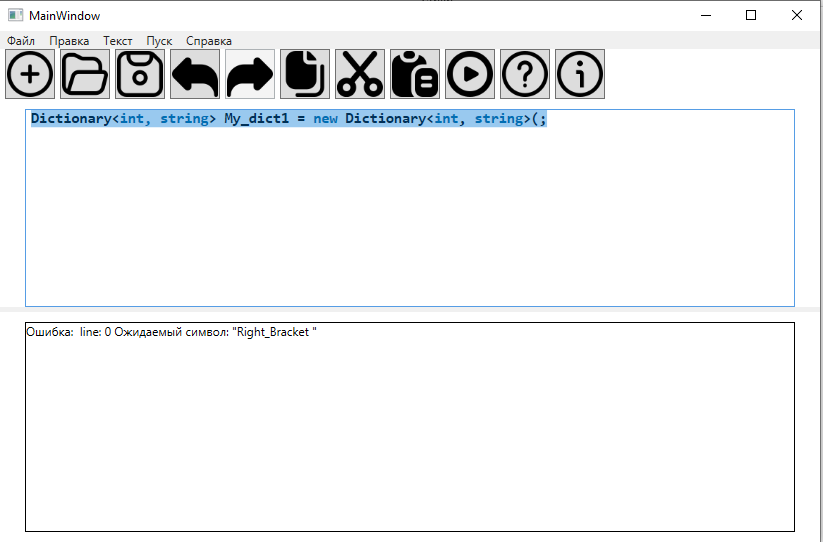 MainWindow
Файл Правка Текст Пуск Справка
Dictionary<int, string> My_dict1 = new Dictionary<int, string>(;
Ошибка:  line: 0 Ожидаемый символ: "Right_Bracket "